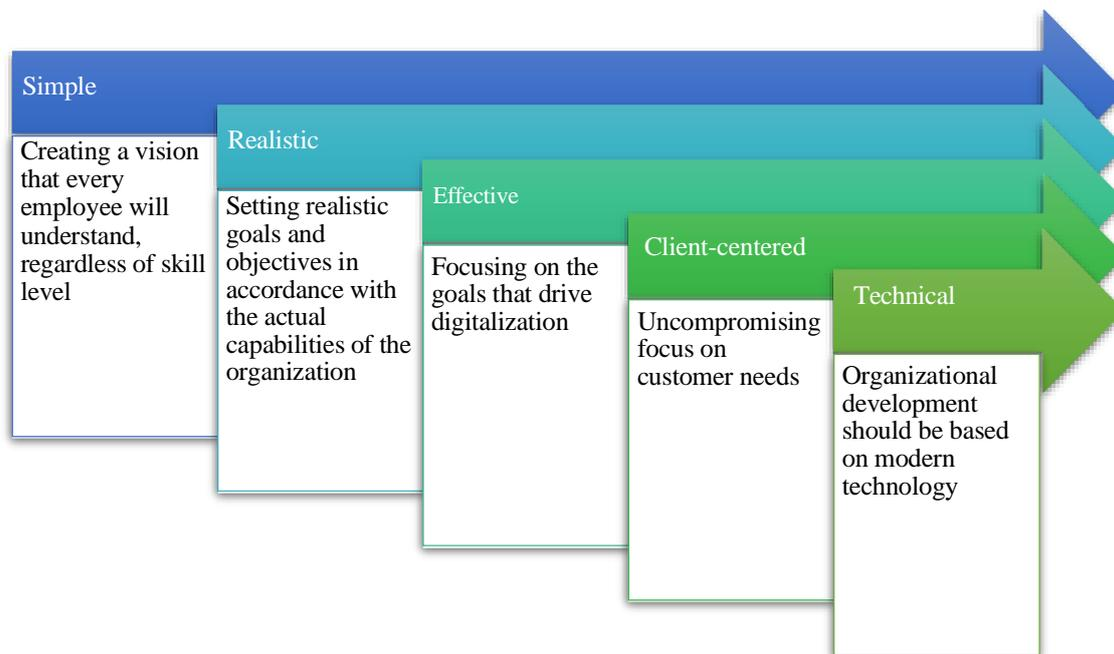 Simple
Creating a vision
that every
employee will
understand,
regardless of skill
level
Realistic
Setting realistic
goals and
objectives in
accordance with
the actual
capabilities of the
organization
Effective
Focusing on the
goals that drive
digitalization
Client-centered
Uncompromising
focus on
customer needs
Technical
Organizational
development
should be based
on modern
technology